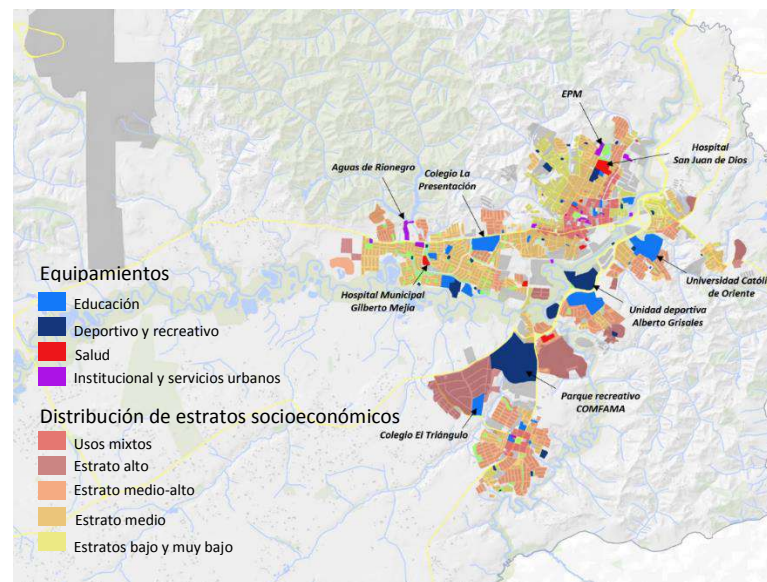 EPM
Hospital
San Juan de Dios
Aguas de Rionegro
Colegio La
Presentación
Equipamientos
Educación
Deportivo y recreativo
Salud
Institucional y servicios urbanos
Hospital Municipal
Gilberto Mejía
Universidad Católi
de Oriente
Unidad deportiva
Alberto Grisales
Parque recreativo
COMFAMA
Colegio El Triángulo
Distribución de estratos socioeconómicos
Usos mixtos
Estrato alto
Estrato medio-alto
Estrato medio
Estratos bajo y muy bajo